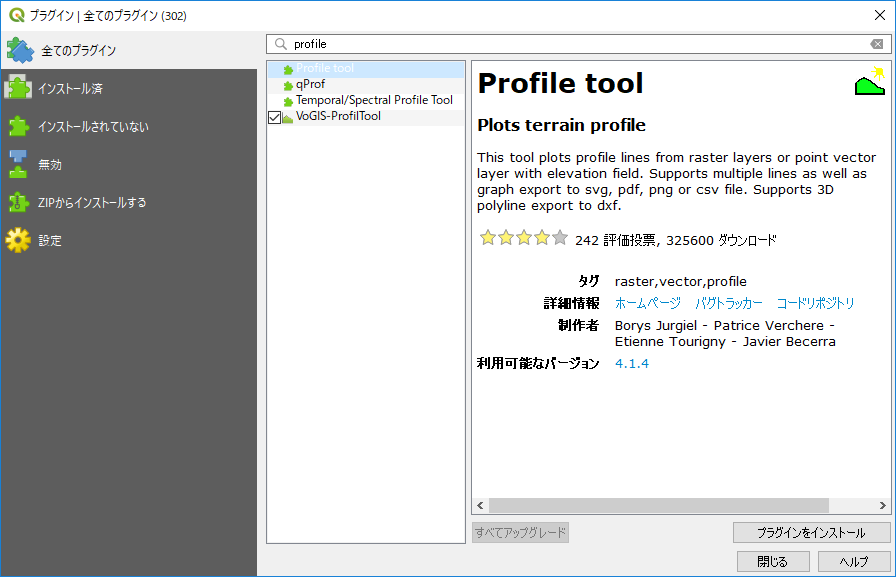 プラグイン | 全てのプラグイン (302)
全てのプラグイン
インストール済
インストールされていない
無効
ZIPからインストールする
設定
profile
Profile tool
qProf
Temporal/Spectral Profile Tool
VoGIS-ProfilTool
Profile tool
Plots terrain profile
This tool plots profile lines from raster layers or point vector
layer with elevation field. Supports multiple lines as well as
graph export to svg, pdf, png or csv file. Supports 3D
polyline export to dxf.
242 評価投票, 325600 ダウンロード
タグ raster,vector,profile
詳細情報 ホームページ バグトラッカー コードリポジトリ
制作者 Borys Jurgiel - Patrice Verchere -
Etienne Tourigny - Javier Becerra
利用可能なバージョン 4.1.4
すべてアップグレード
プラグインをインストール
閉じる
ヘルプ